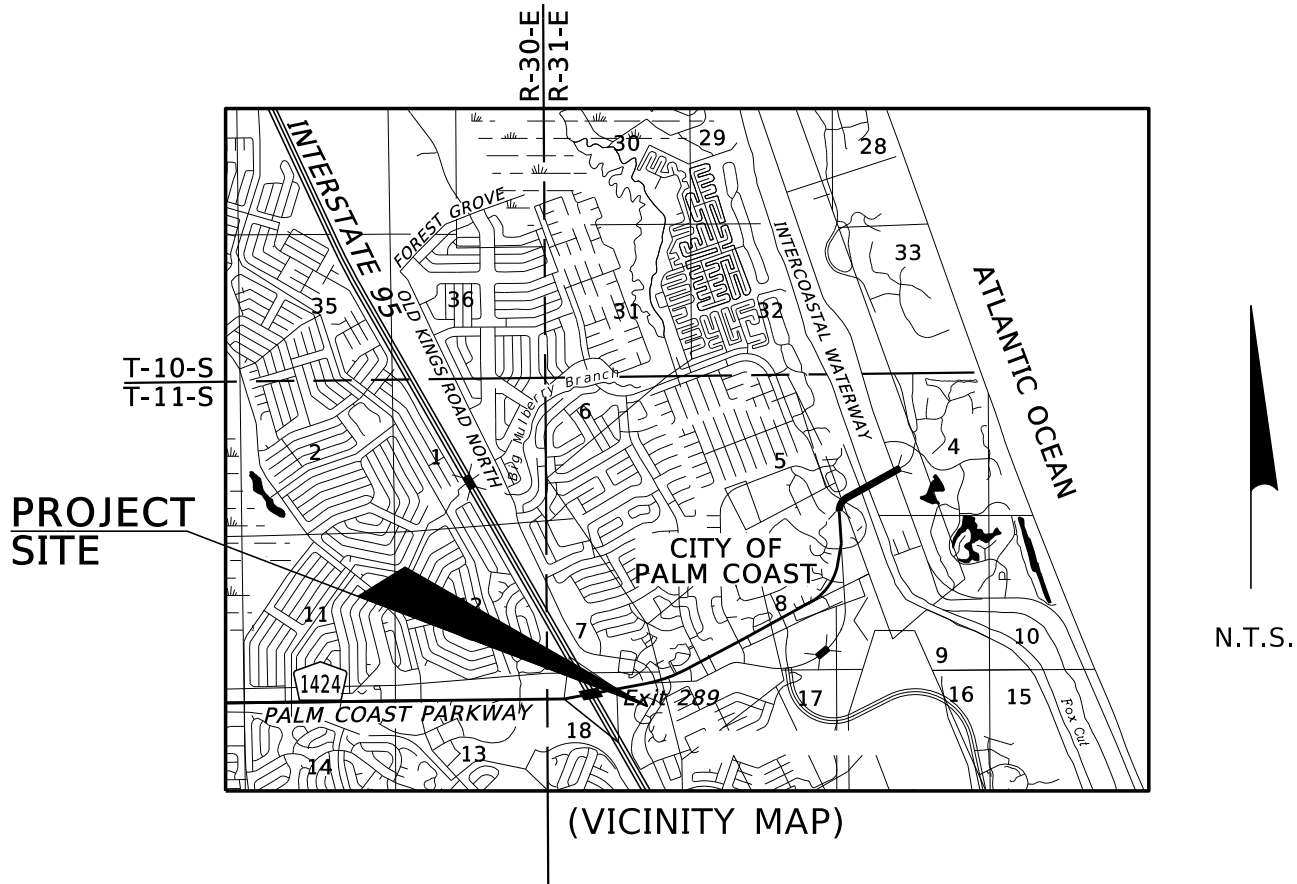 R-30-E
R-31-E
29
30
28
INTERSTATE 95
FOREST GROVE
INTERCOASTAL WATERWAY
33
ATLANTIC OCEAN
35
36
OLD KINGS ROAD NORTH
31
32
T-10-S
T-11-S
Big Mulberry Branch
6
2
1
5
4
PROJECT
SITE
CITY OF
PALM COAST
11
12
7
8
10
9
N.T.S.
1424
PALM COAST PARKWAY
Exit 289
17
16
15
Fox Cut
18
13
14
(VICINITY MAP)